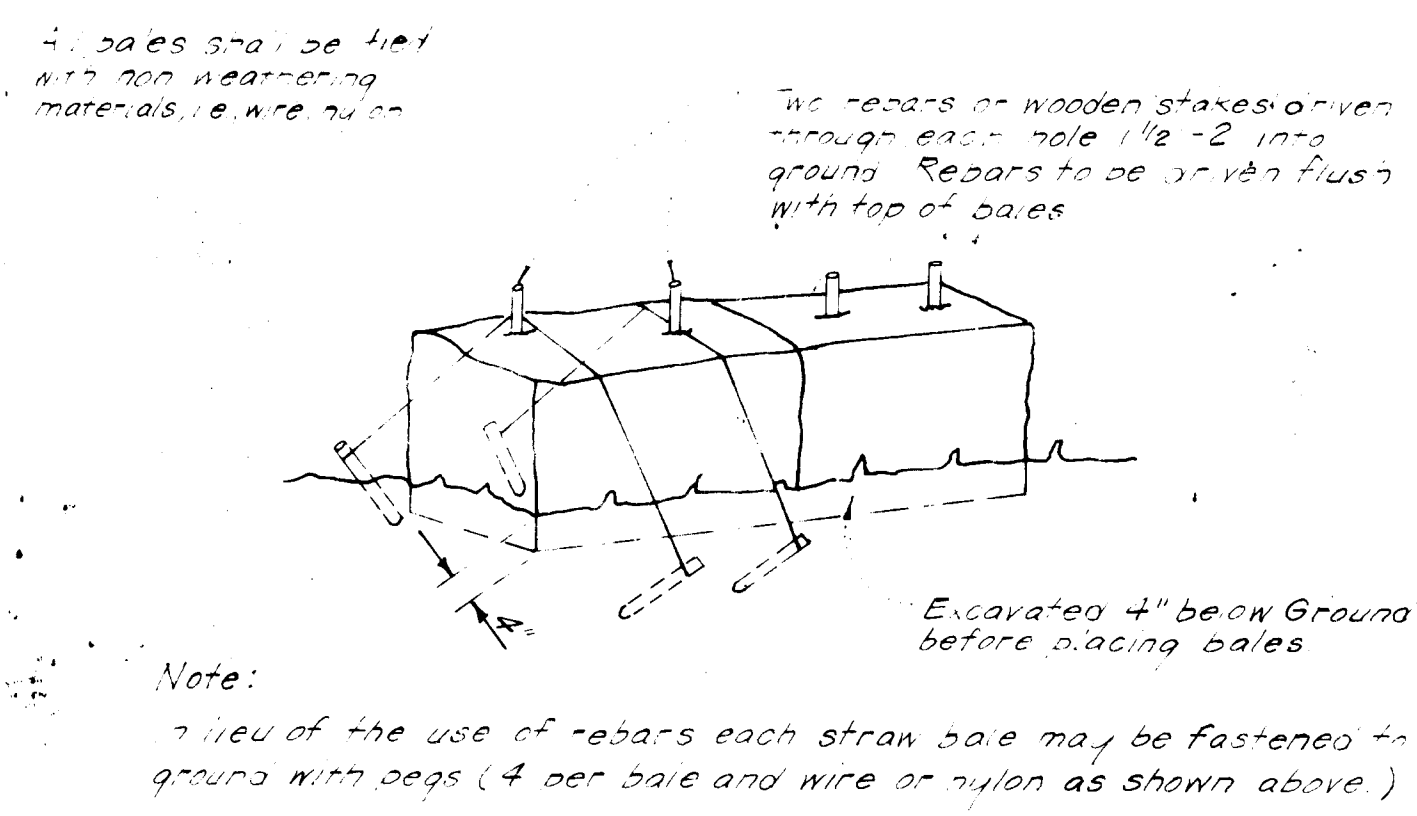 All bales shall be tied
with non weathering
materials, i.e. wire, nylon
Two rebars or wooden stakes driven
through each hole 1 1/2 - 2 into
ground Rebars to be driven flush
with top of bales
4"
Excavated 4" below Ground
before placing bales.
Note:
In lieu of the use of rebars each straw bale may be fastened to
ground with pegs (4 per bale and wire or nylon as shown above.)